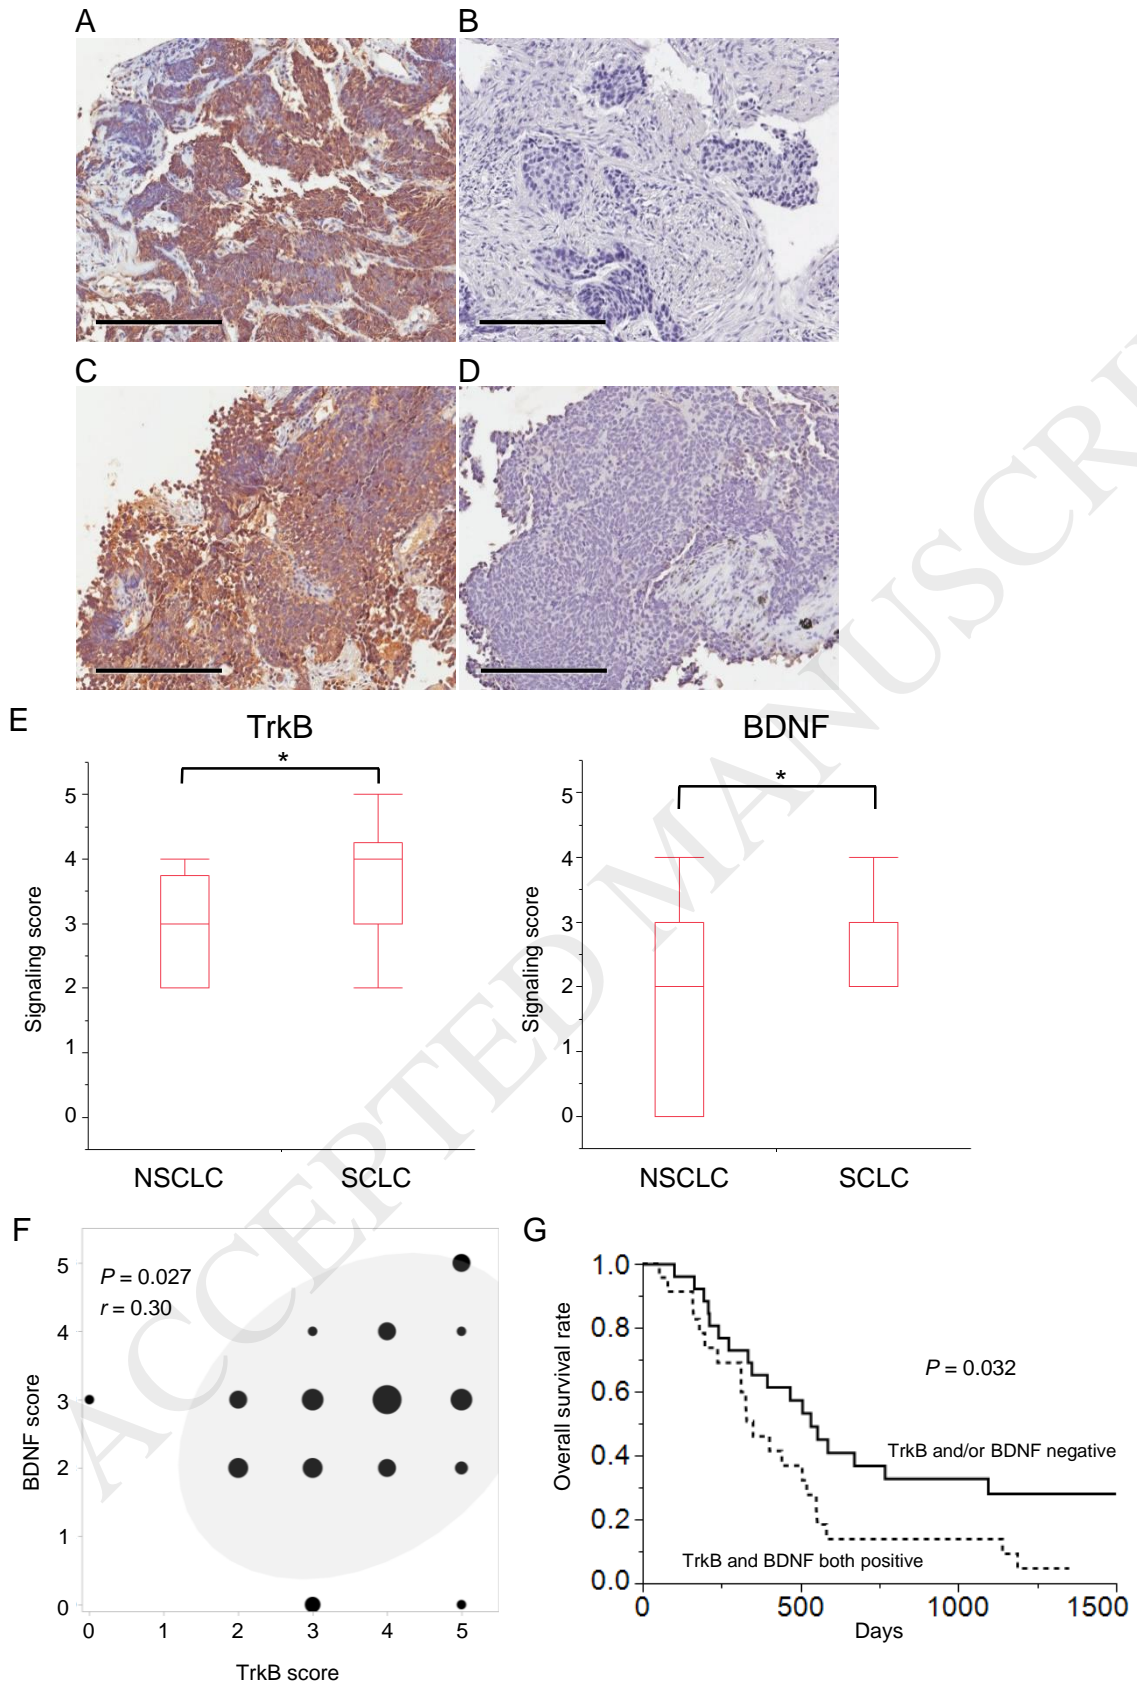 A
B
C
D
E
TrkB
BDNF
*
*
Signaling score
5
4
3
2
1
0
NSCLC
SCLC
Signaling score
5
4
3
2
1
0
NSCLC
SCLC
F
P = 0.027
r = 0.30
BDNF score
5
4
3
2
1
0
0
1
2
3
4
5
TrkB score
G
Overall survival rate
1.0
0.8
0.6
0.4
0.2
0.0
P = 0.032
TrkB and/or BDNF negative
TrkB and BDNF both positive
0
500
1000
1500
Days
ACCEPTED MANUSCRI